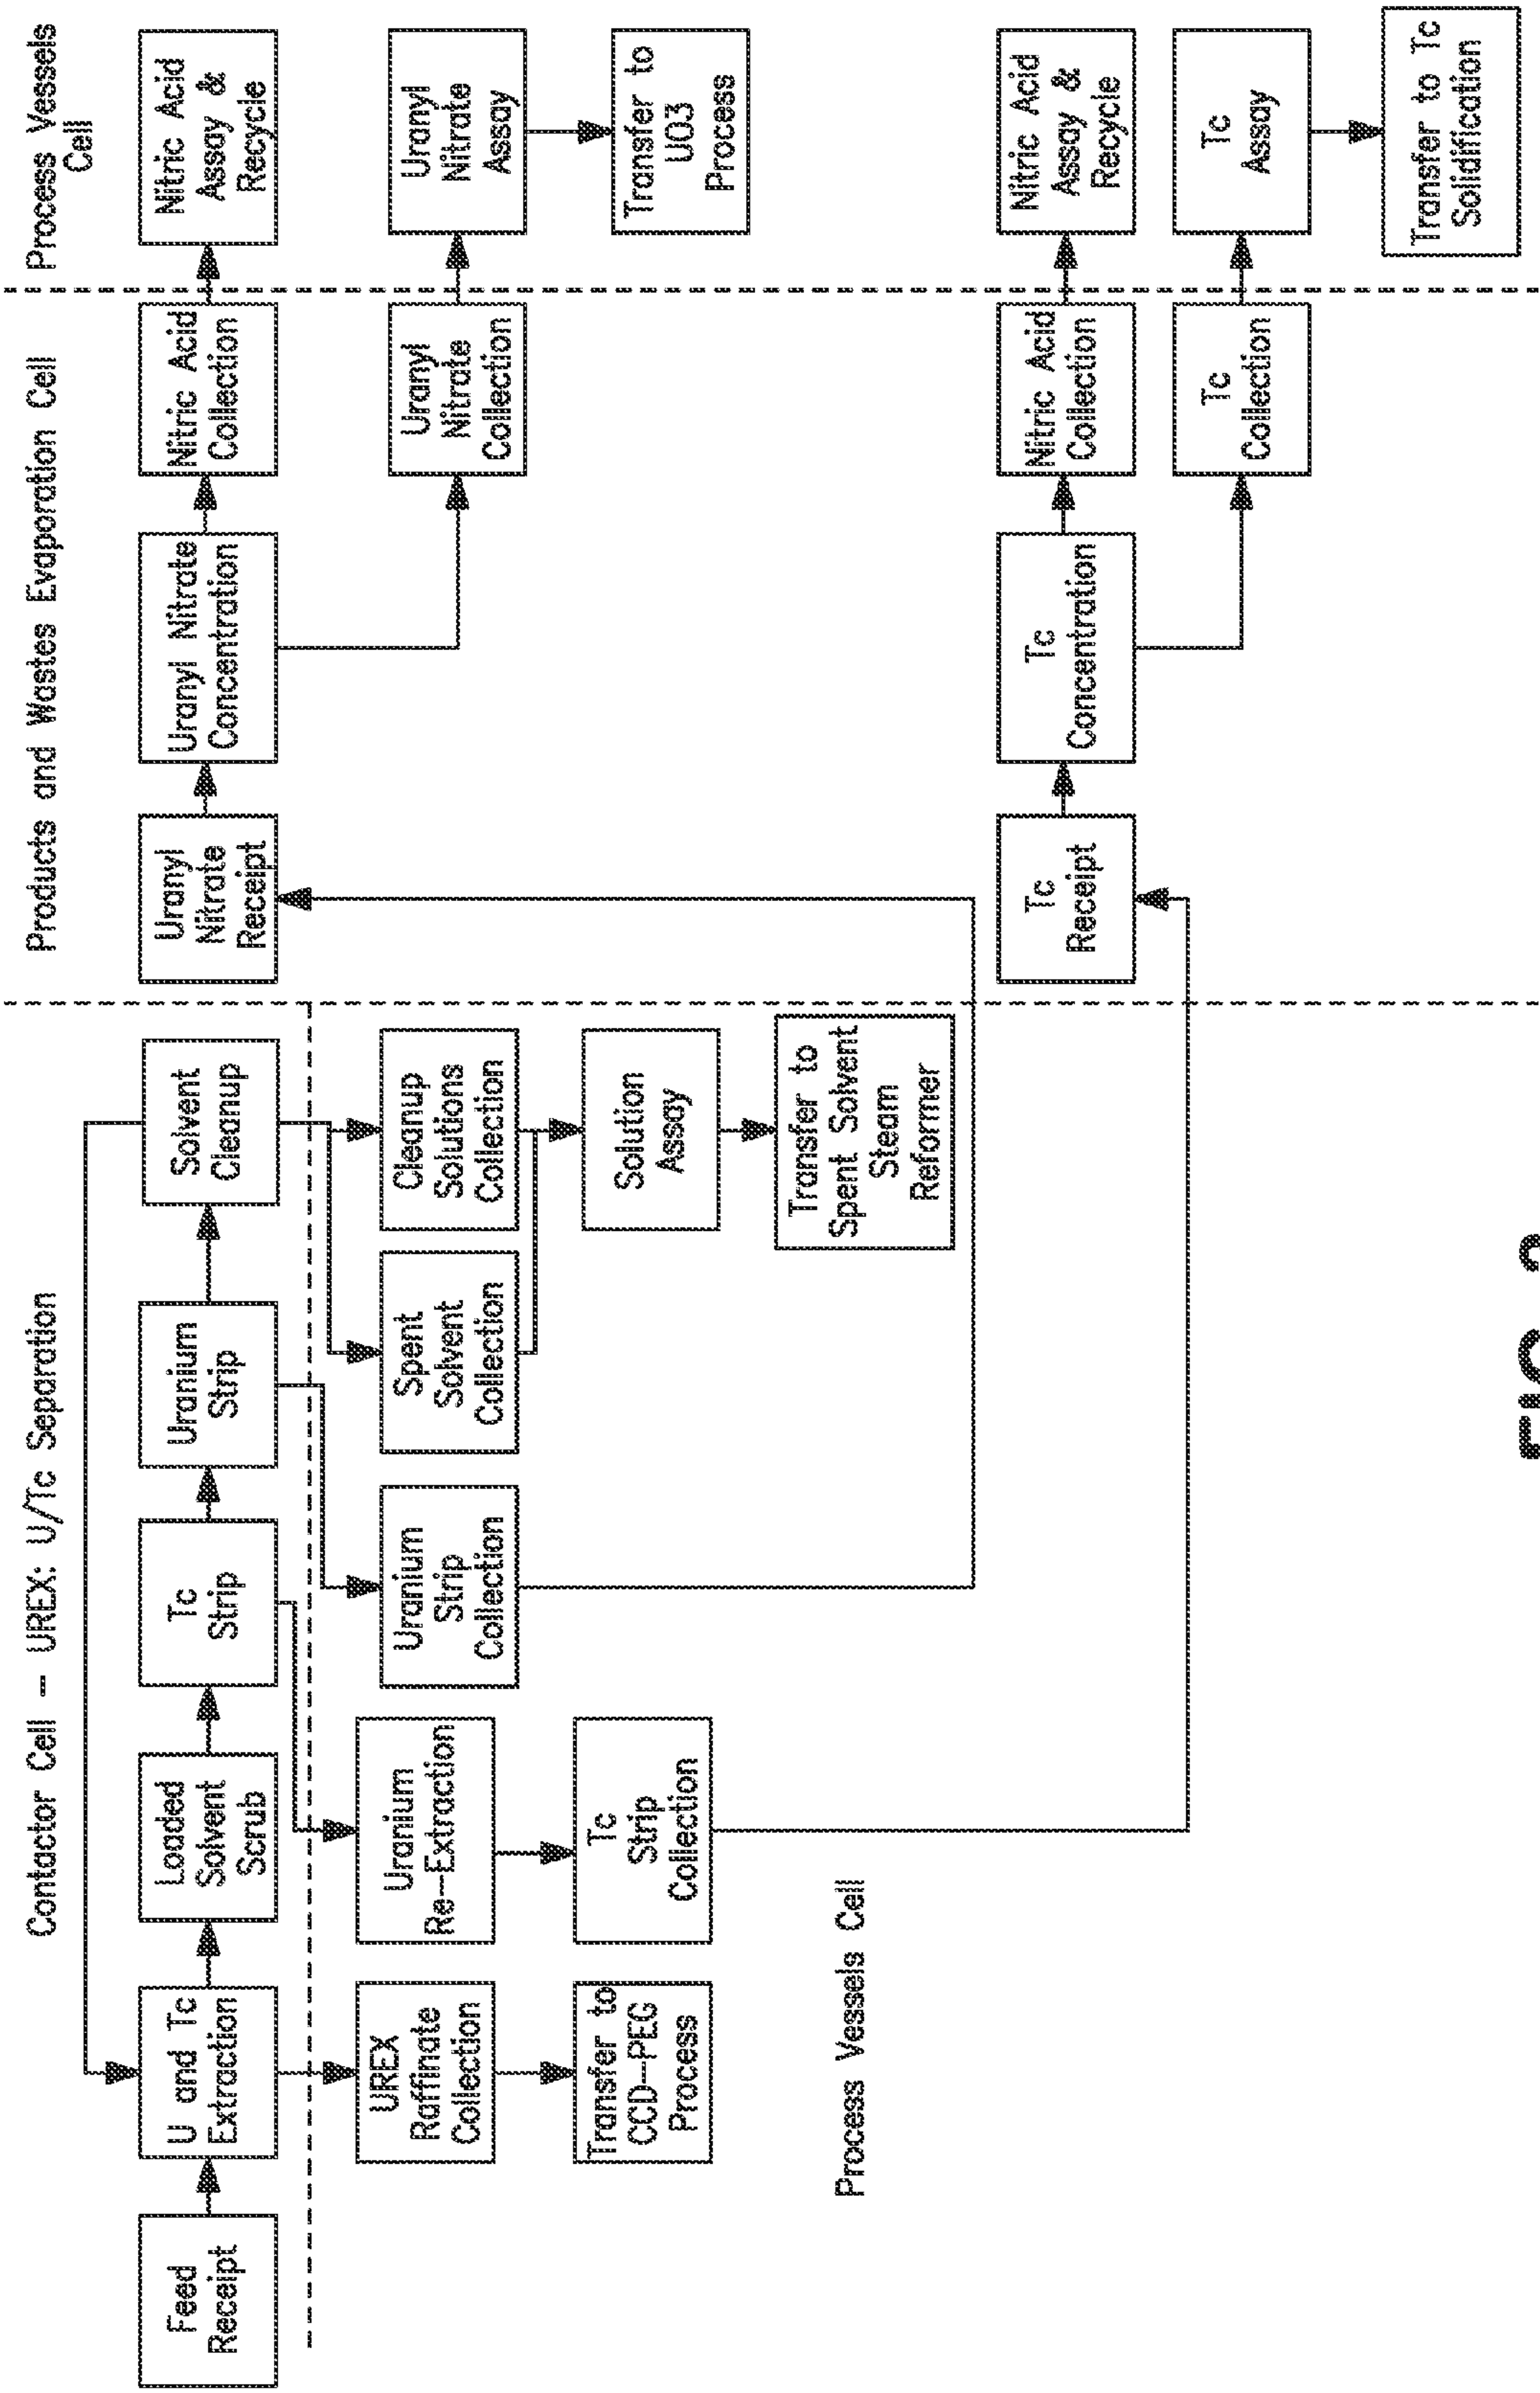 Contactor Cell -- UREX: U/Tc Separation
Products and Wastes Evaporation Cell
Process Vessels
Cell
Feed
Receipt
U and Tc
Extraction
Loaded
Solvent
Scrub
Tc
Strip
Uranium
Strip
Solvent
Cleanup
Uranyl
Nitrate
Receipt
Uranyl Nitrate
Concentration
Nitric Acid
Collection
Nitric Acid
Assay &
Recycle
UREX
Raffinate
Collection
Uranium
Re--Extraction
Uranium
Strip
Collection
Spent
Solvent
Collection
Cleanup
Solutions
Collection
Uranyl
Nitrate
Collection
Uranyl
Nitrate
Assay
Transfer to
CCD--PEG
Process
Tc
Strip
Collection
Solution
Assay
Transfer to
UO3
Process
Transfer to
Spent Solvent
Steam
Reformer
Process Vessels Cell
Tc
Receipt
Tc
Concentration
Nitric Acid
Collection
Nitric Acid
Assay &
Recycle
Tc
Collection
Tc
Assay
Transfer to Tc
Solidification